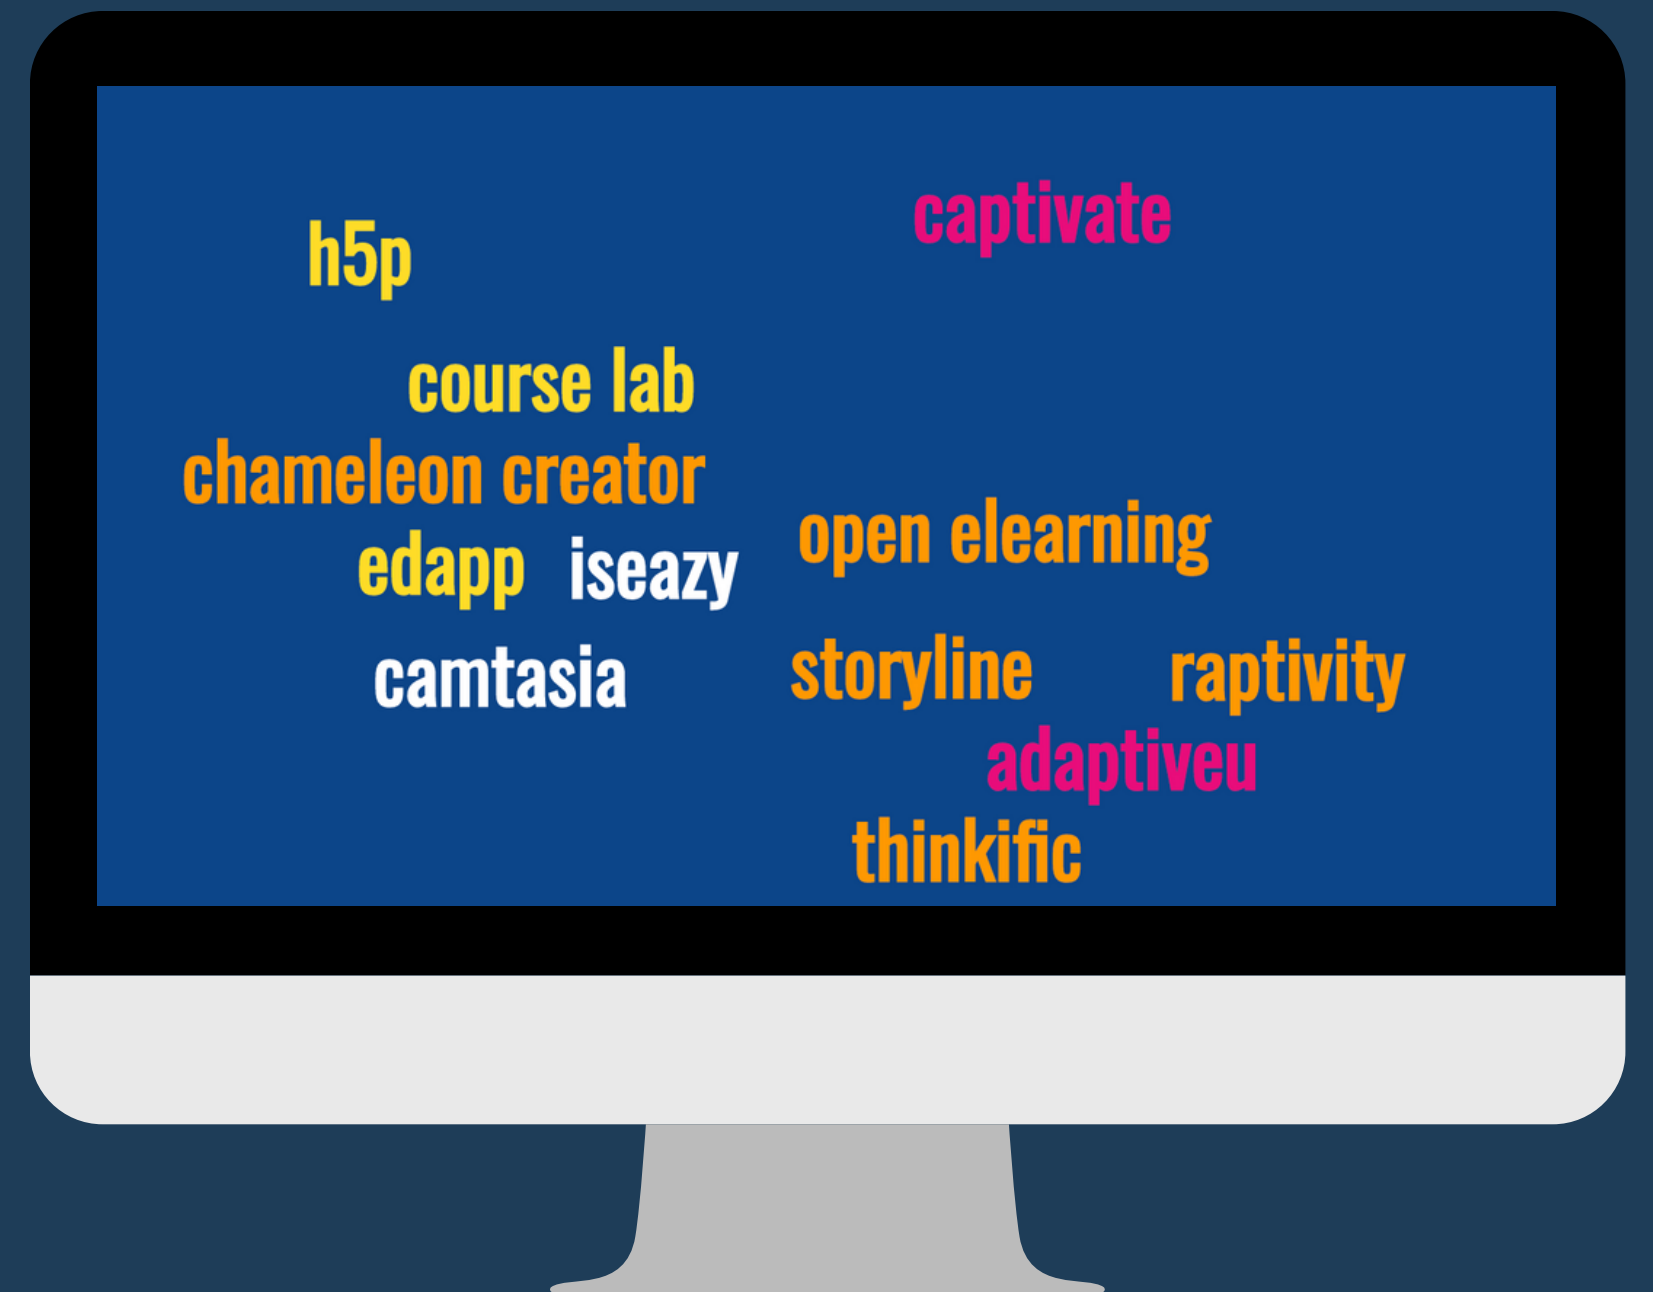 captivate
h5p
course lab
chameleon creator
open elearning
edapp
iseazy
camtasia
storyline
raptivity
adaptiveu
thinkific